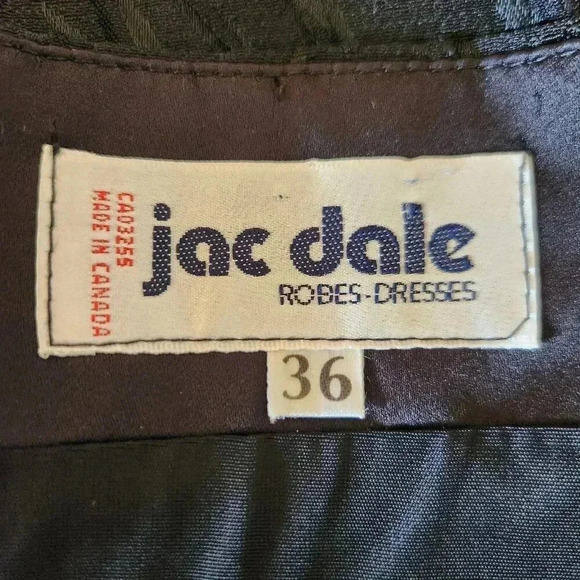 CA03255
MADE IN CANADA
jac dale
ROBES-DRESSES
36